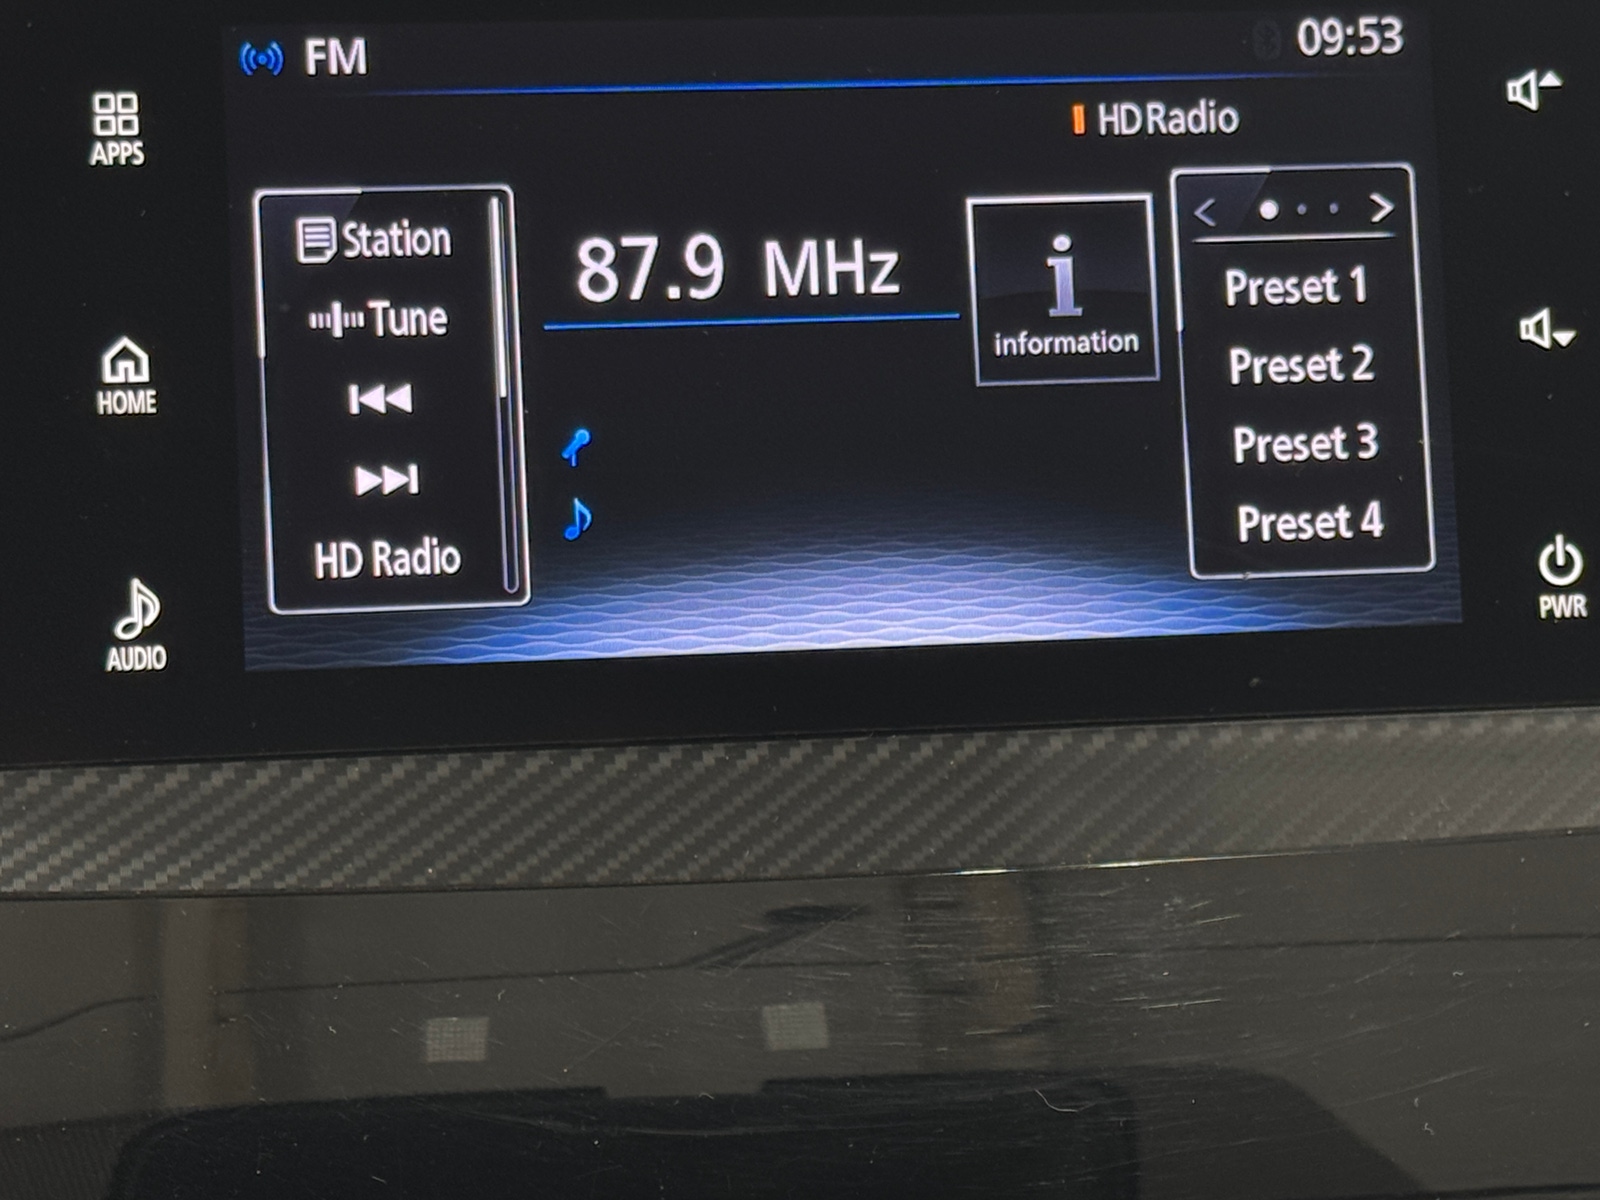 FM
09:53
HD Radio
APPS
HOME
AUDIO
Station
Tune
HD Radio
87.9 MHz
i
information
Preset 1
Preset 2
Preset 3
Preset 4
PWR